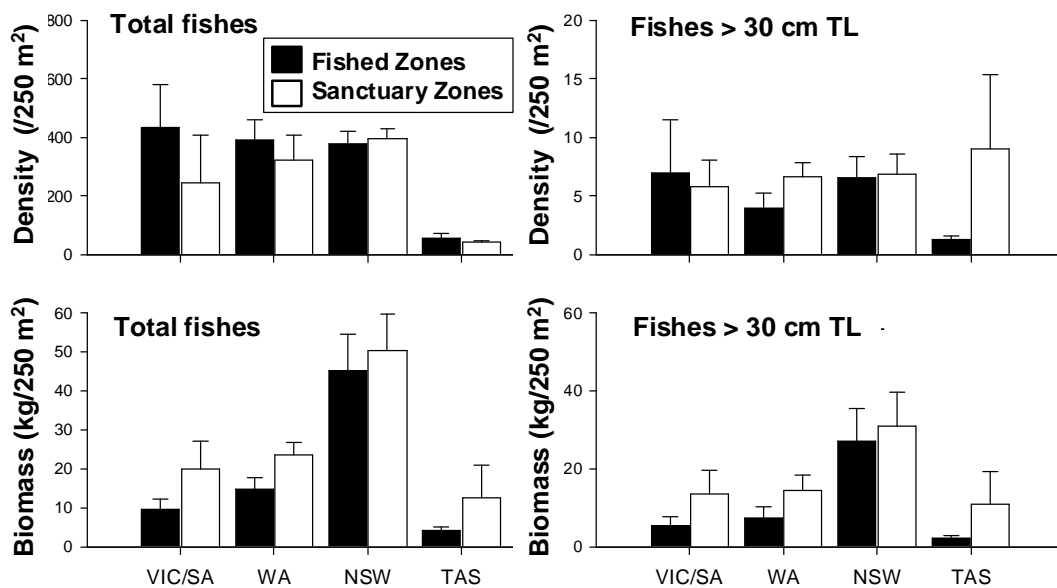 Total fishes
Fished Zones
Sanctuary Zones
Density (/250 m²)
800
600
400
200
0
Fishes > 30 cm TL
Density (/250 m²)
20
15
10
5
0
Total fishes
Biomass (kg/250 m²)
60
50
40
30
20
10
0
VIC/SA WA NSW TAS
Fishes > 30 cm TL
Biomass (kg/250 m²)
60
40
20
0
VIC/SA WA NSW TAS